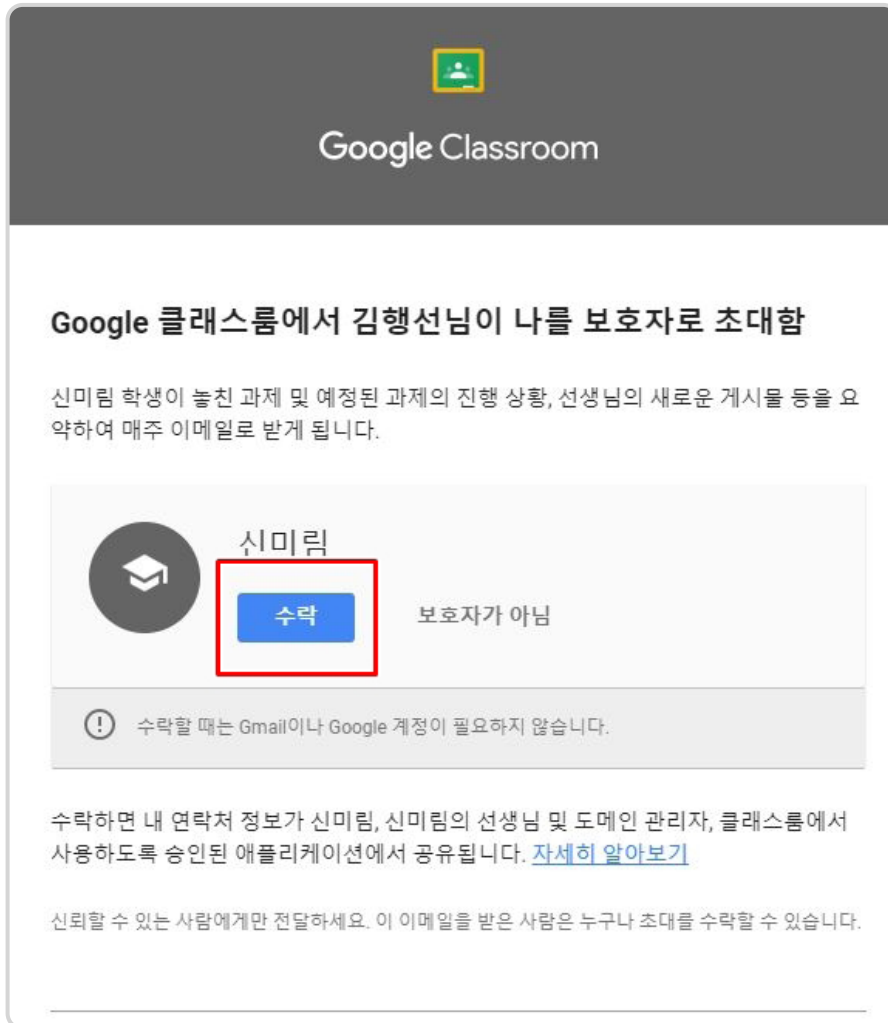 Google Classroom
Google 클래스룸에서 김행선님이 나를 보호자로 초대함
신미림 학생이 놓친 과제 및 예정된 과제의 진행 상황, 선생님의 새로운 게시물 등을 요
약하여 매주 이메일로 받게 됩니다.
신미림
수락 보호자가 아님
수락할 때는 Gmail이나 Google 계정이 필요하지 않습니다.
수락하면 내 연락처 정보가 신미림, 신미림의 선생님 및 도메인 관리자, 클래스룸에서
사용하도록 승인된 애플리케이션에서 공유됩니다. 자세히 알아보기
신뢰할 수 있는 사람에게만 전달하세요. 이 이메일을 받은 사람은 누구나 초대를 수락할 수 있습니다.